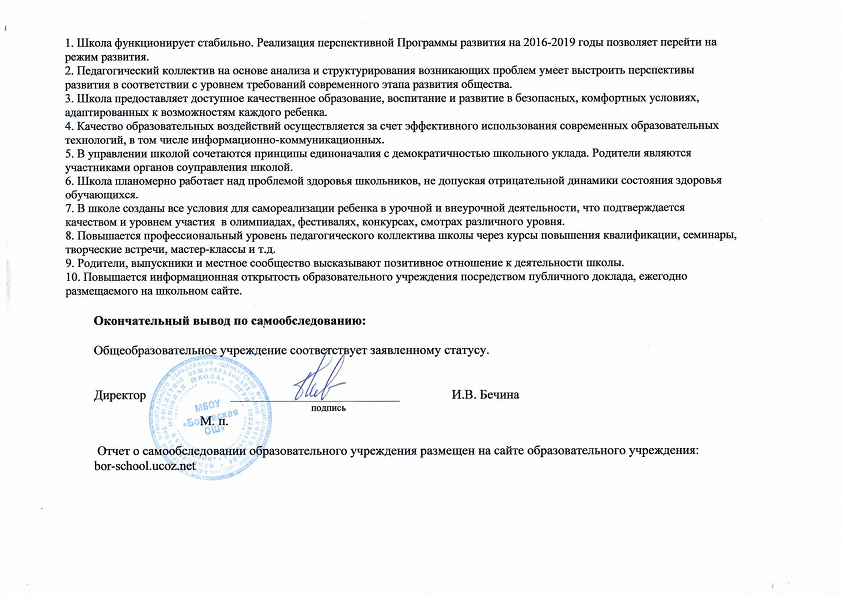 1. Школа функционирует стабильно. Реализация перспективной Программы развития на 2016-2019 годы позволяет перейти на
режим развития.
2. Педагогический коллектив на основе анализа и структурирования возникающих проблем умеет выстроить перспективы
развития в соответствии с уровнем требований современного этапа развития общества.
3. Школа предоставляет доступное качественное образование, воспитание и развитие в безопасных, комфортных условиях,
адаптированных к возможностям каждого ребенка.
4. Качество образовательных воздействий осуществляется за счет эффективного использования современных образовательных
технологий, в том числе информационно-коммуникационных.
5. В управлении школой сочетаются принципы единоначалия с демократичностью школьного уклада. Родители являются
участниками органов соуправления школой.
6. Школа планомерно работает над проблемой здоровья школьников, не допуская отрицательной динамики состояния здоровья
обучающихся.
7. В школе созданы все условия для самореализации ребенка в урочной и внеурочной деятельности, что подтверждается
качеством и уровнем участия в олимпиадах, фестивалях, конкурсах, смотрах различного уровня.
8. Повышается профессиональный уровень педагогического коллектива школы через курсы повышения квалификации, семинары,
творческие встречи, мастер-классы и т.д.
9. Родители, выпускники и местное сообщество высказывают позитивное отношение к деятельности школы.
10. Повышается информационная открытость образовательного учреждения посредством публичного доклада, ежегодно
размещаемого на школьном сайте.
Окончательный вывод по самообследованию:
Общеобразовательное учреждение соответствует заявленному статусу.
Директор И.В. Бечина
подпись
МБОУ
ОШ»
М. п.
Отчет о самообследовании образовательного учреждения размещен на сайте образовательного учреждения:
bor-school.ucoz.net